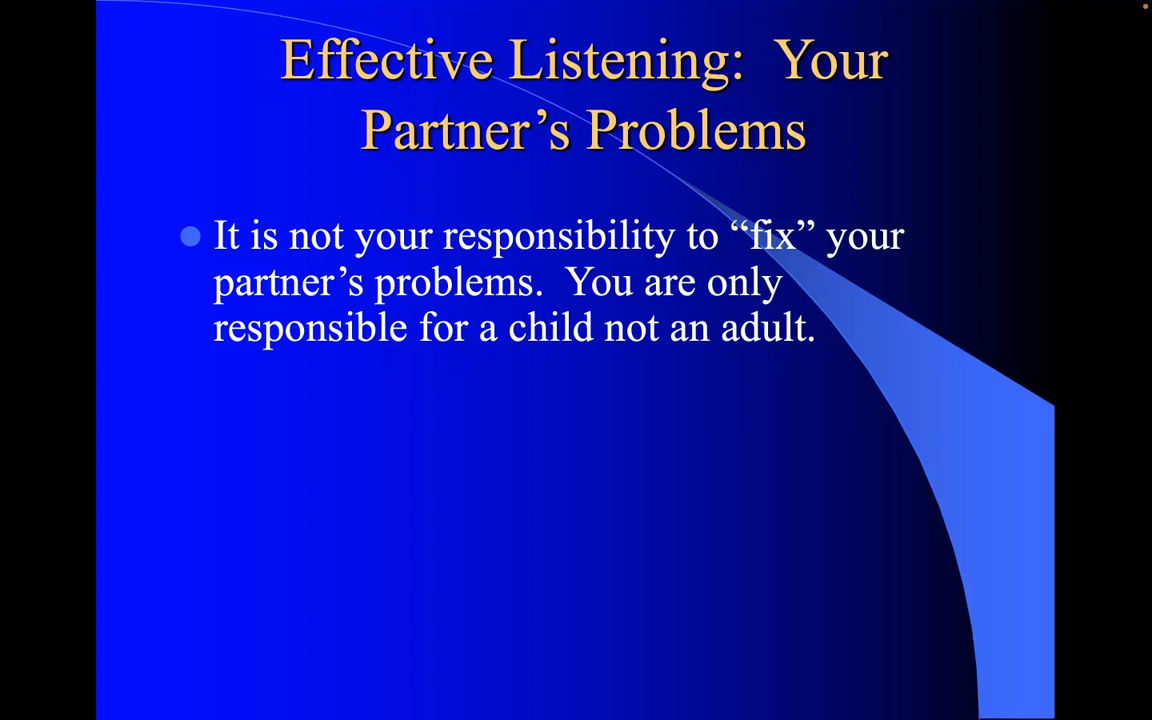 Effective Listening:  Your
Partner’s Problems
It is not your responsibility to “fix” your
partner’s problems.  You are only
responsible for a child not an adult.